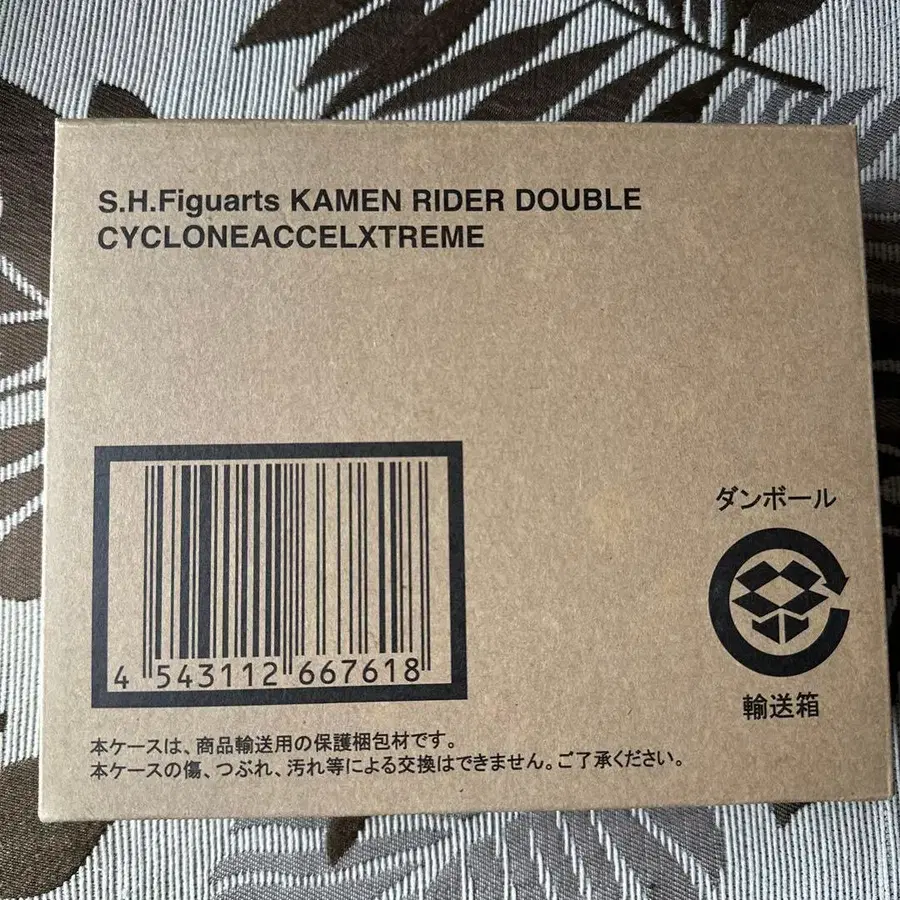 S.H.Figuarts KAMEN RIDER DOUBLE
CYCLONEACCELXTREME
ダンボール
4 543112 667618
輸送箱
本ケースは、商品輸送用の保護梱包材です。
本ケースの傷、つぶれ、汚れ等による交換はできません。ご了承ください。